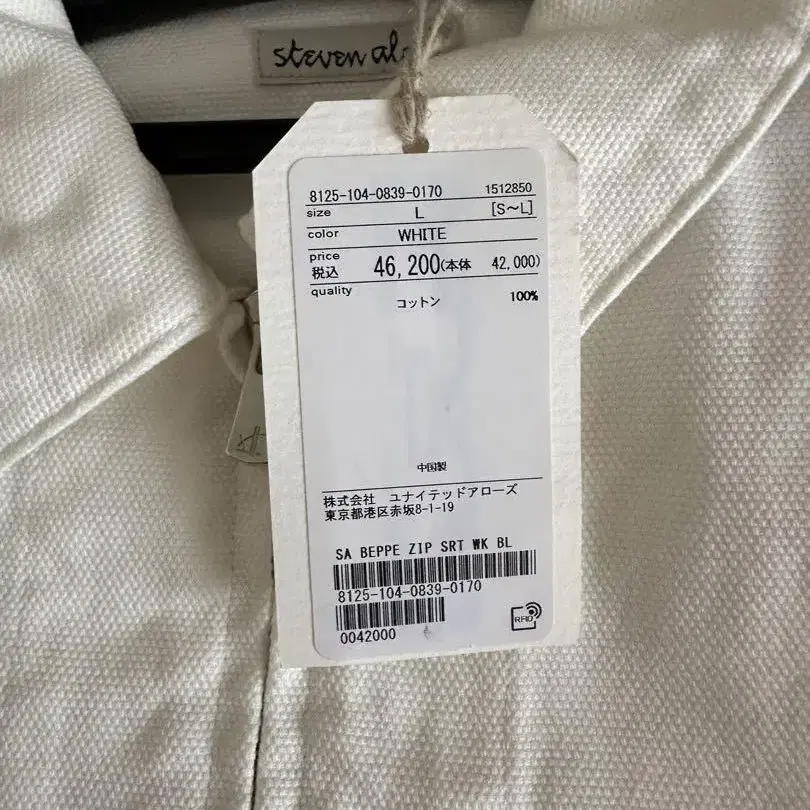 steven al
8125-104-0839-0170 1512850
size L [S～L]
color WHITE
price
税込 46,200(本体 42,000)
quality
コットン 100%
中国製
株式会社 ユナイテッドアローズ
東京都港区赤坂8-1-19
SA BEPPE ZIP SRT WK BL
8125-104-0839-0170
0042000
RFID